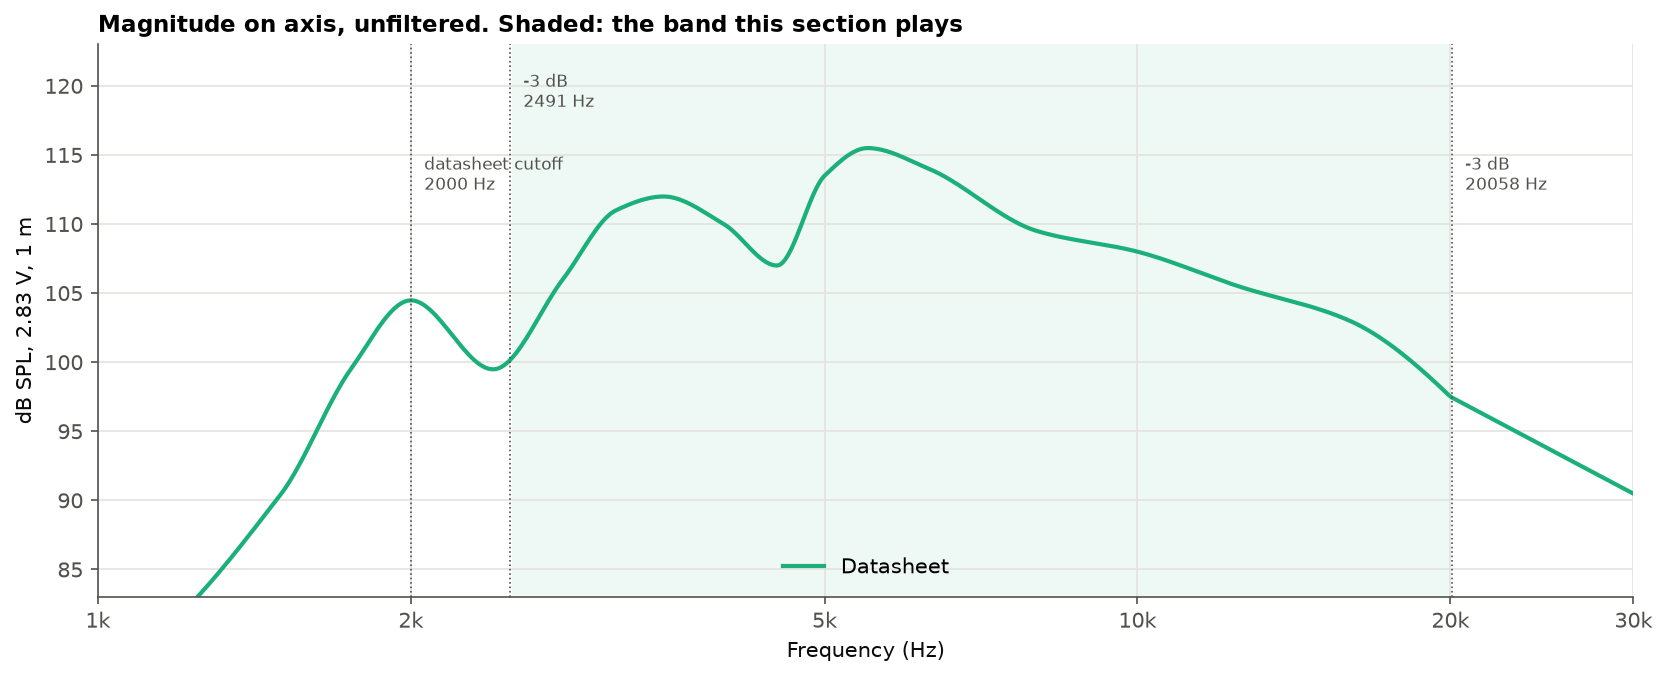 Magnitude on axis, unfiltered. Shaded: the band this section plays
dB SPL, 2.83 V, 1 m
120
115
110
105
100
95
90
85
-3 dB
2491 Hz
datasheet cutoff
2000 Hz
-3 dB
20058 Hz
Datasheet
1k
2k
5k
10k
20k
30k
Frequency (Hz)